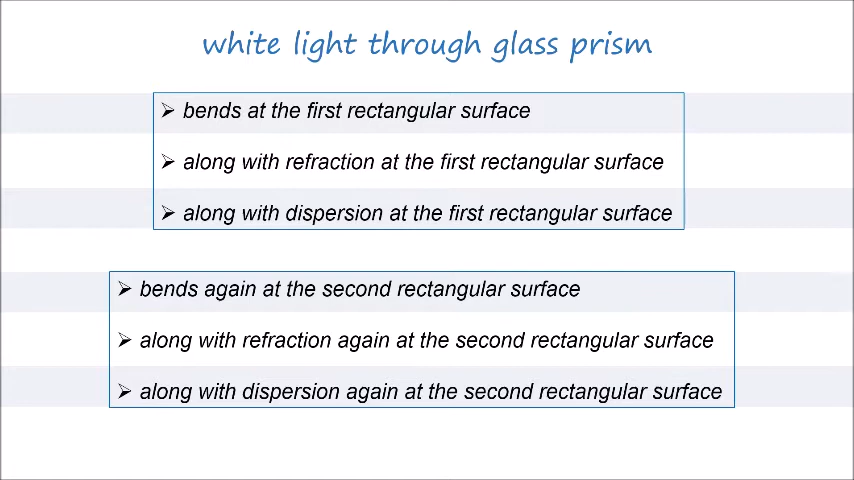 white light through glass prism
➢ bends at the first rectangular surface
➢ along with refraction at the first rectangular surface
➢ along with dispersion at the first rectangular surface
➢ bends again at the second rectangular surface
➢ along with refraction again at the second rectangular surface
➢ along with dispersion again at the second rectangular surface